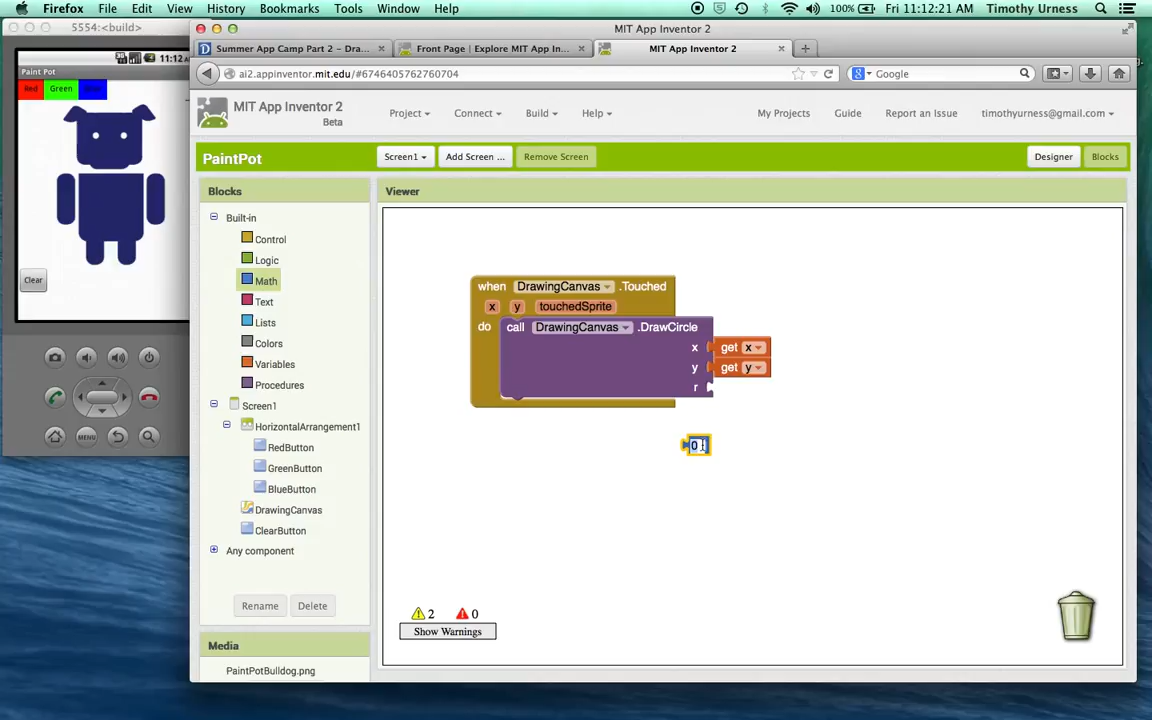 Firefox File Edit View History Bookmarks Tools Window Help 100% Fri 11:12:21 AM Timothy Urness
5554:<build>
MIT App Inventor 2
Summer App Camp Part 2 – Dra...
Front Page | Explore MIT App In...
MIT App Inventor 2
ai2.appinventor.mit.edu/#6746405762760704
Google
11:12
Paint Pot
Red Green
Clear
MENU
MIT App Inventor 2
Beta
Project Connect Build Help My Projects Guide Report an Issue timothyurness@gmail.com
PaintPot Screen1 Add Screen ... Remove Screen Designer Blocks
Blocks
Viewer
Built-in
Control
Logic
Math
Text
Lists
Colors
Variables
Procedures
Screen1
HorizontalArrangement1
RedButton
GreenButton
BlueButton
DrawingCanvas
ClearButton
Any component
Rename Delete
Media
PaintPotBulldog.png
when DrawingCanvas .Touched
x y touchedSprite
do call DrawingCanvas .DrawCircle
x get x
y get y
r
0
2 0
Show Warnings